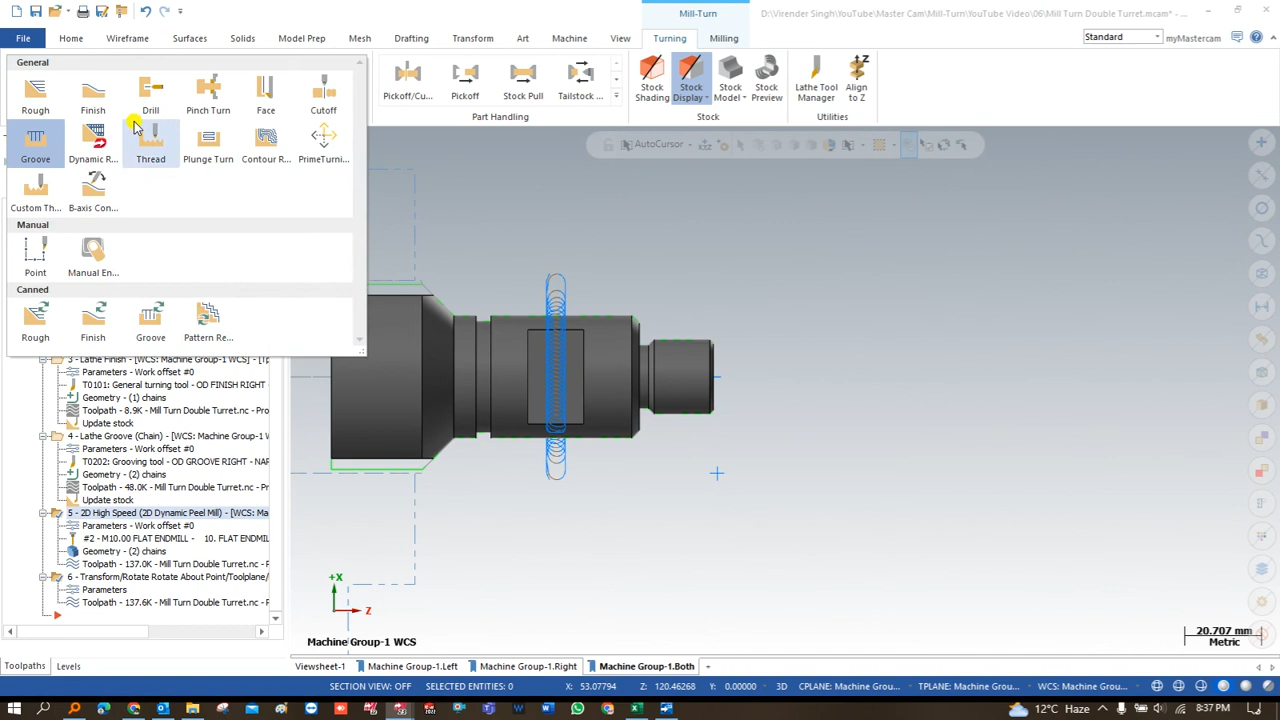 Mill-Turn
D:\Virender Singh\YouTube\Master Cam\Mill-Turn\YouTube Video\06\Mill Turn Double Turret.mcam* - ...
File Home Wireframe Surfaces Solids Model Prep Mesh Drafting Transform Art Machine View Turning Milling
Standard
myMastercam
General
Rough Finish Drill Pinch Turn Face Cutoff
Groove Dynamic R... Thread Plunge Turn Contour R... PrimeTurni...
Custom Th... B-axis Con...
Manual
Point Manual En...
Canned
Rough Finish Groove Pattern Re...
Pickoff/Cu... Pickoff Stock Pull Tailstock ...
Part Handling
Stock Shading Stock Display Stock Model Stock Preview
Stock
Lathe Tool Manager Align to Z
Utilities
AutoCursor
3 - Lathe Finish - [WCS: Machine Group-1 WCS] - [Tp
Parameters - Work offset #0
T0101: General turning tool - OD FINISH RIGHT -
Geometry - (1) chains
Toolpath - 8.9K - Mill Turn Double Turret.nc - Pro
Update stock
4 - Lathe Groove (Chain) - [WCS: Machine Group-1 W
Parameters - Work offset #0
T0202: Grooving tool - OD GROOVE RIGHT - NAR
Geometry - (2) chains
Toolpath - 48.0K - Mill Turn Double Turret.nc - P
Update stock
5 - 2D High Speed (2D Dynamic Peel Mill) - [WCS: Ma
Parameters - Work offset #0
#2 - M10.00 FLAT ENDMILL - 10. FLAT END
Geometry - (2) chains
Toolpath - 137.0K - Mill Turn Double Turret.nc - F
6 - Transform/Rotate Rotate About Point/Toolplane/
Parameters
Toolpath - 137.6K - Mill Turn Double Turret.nc - F
+X
Z
Machine Group-1 WCS
20.707 mm
Metric
Toolpaths Levels
Viewsheet-1 Machine Group-1.Left Machine Group-1.Right Machine Group-1.Both +
SECTION VIEW: OFF SELECTED ENTITIES: 0 X: 53.07794 Z: 120.46268 Y: 0.00000 3D CPLANE: Machine Grou... TPLANE: Machine Grou... WCS: Machine Grou...
12°C Haze 8:37 PM